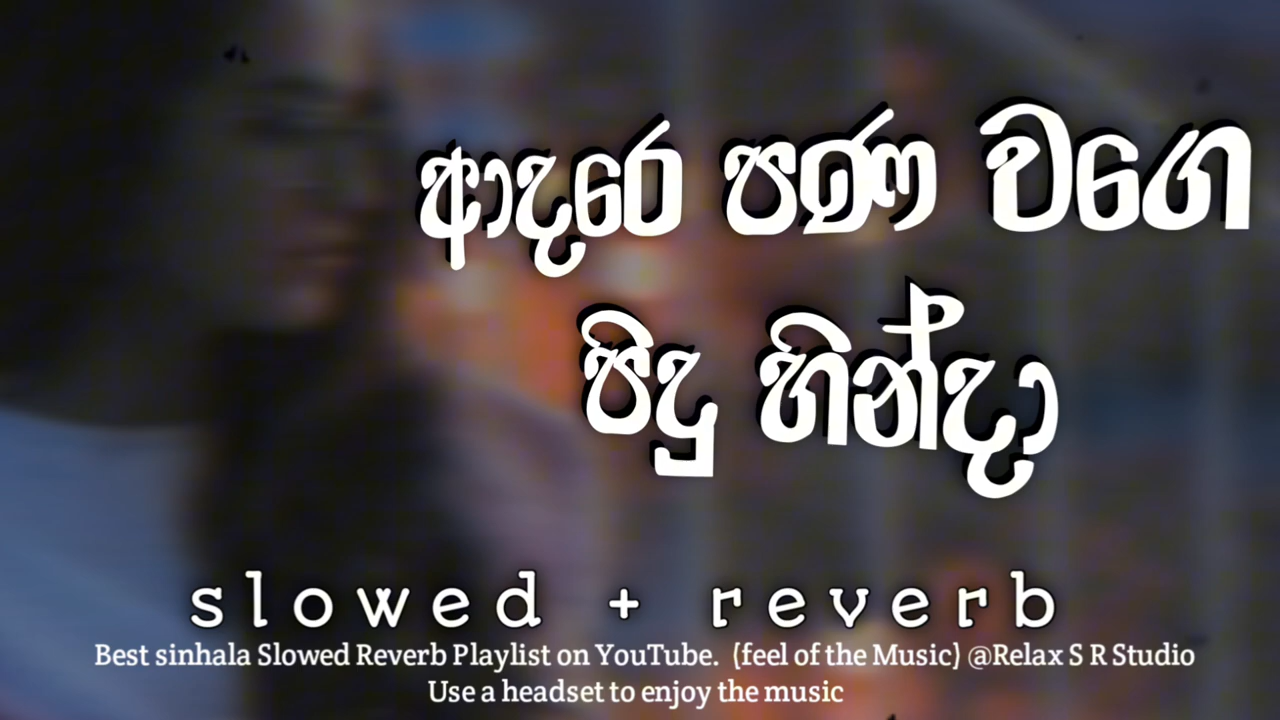 ආදරෙ පණ වගෙ
පිදු හින්දා
slowed + reverb
Best sinhala Slowed Reverb Playlist on YouTube. (feel of the Music) @Relax S R Studio
Use a headset to enjoy the music